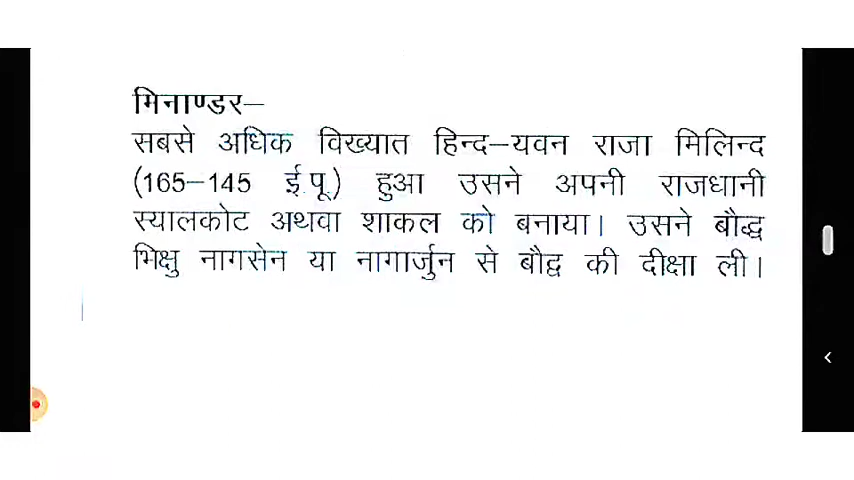 मिनाण्डर–
सबसे अधिक विख्यात हिन्द–यवन राजा मिलिन्द
(165–145 ई.पू.) हुआ उसने अपनी राजधानी
स्यालकोट अथवा शाकल को बनाया। उसने बौद्ध
भिक्षु नागसेन या नागार्जुन से बौद्व की दीक्षा ली।